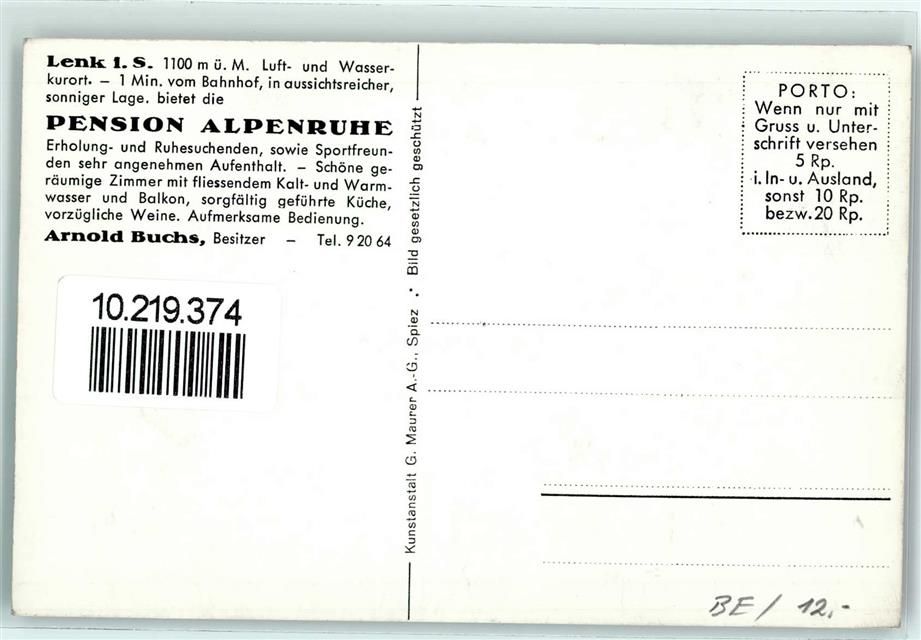 Lenk i. S. 1100 m ü. M. Luft- und Wasser-
kurort. – 1 Min. vom Bahnhof, in aussichtsreicher,
sonniger Lage. bietet die
PENSION ALPENRUHE
Erholung- und Ruhesuchenden, sowie Sportfreun-
den sehr angenehmen Aufenthalt. – Schöne ge-
räumige Zimmer mit fliessendem Kalt- und Warm-
wasser und Balkon, sorgfältig geführte Küche,
vorzügliche Weine. Aufmerksame Bedienung.
Arnold Buchs, Besitzer – Tel. 9 20 64
10.219.374
Kunstanstalt G. Maurer A.-G., Spiez . · Bild gesetzlich geschützt
PORTO:
Wenn nur mit
Gruss u. Unter-
schrift versehen
5 Rp.
i. In- u. Ausland,
sonst 10 Rp.
bezw. 20 Rp.
BE / 12.-